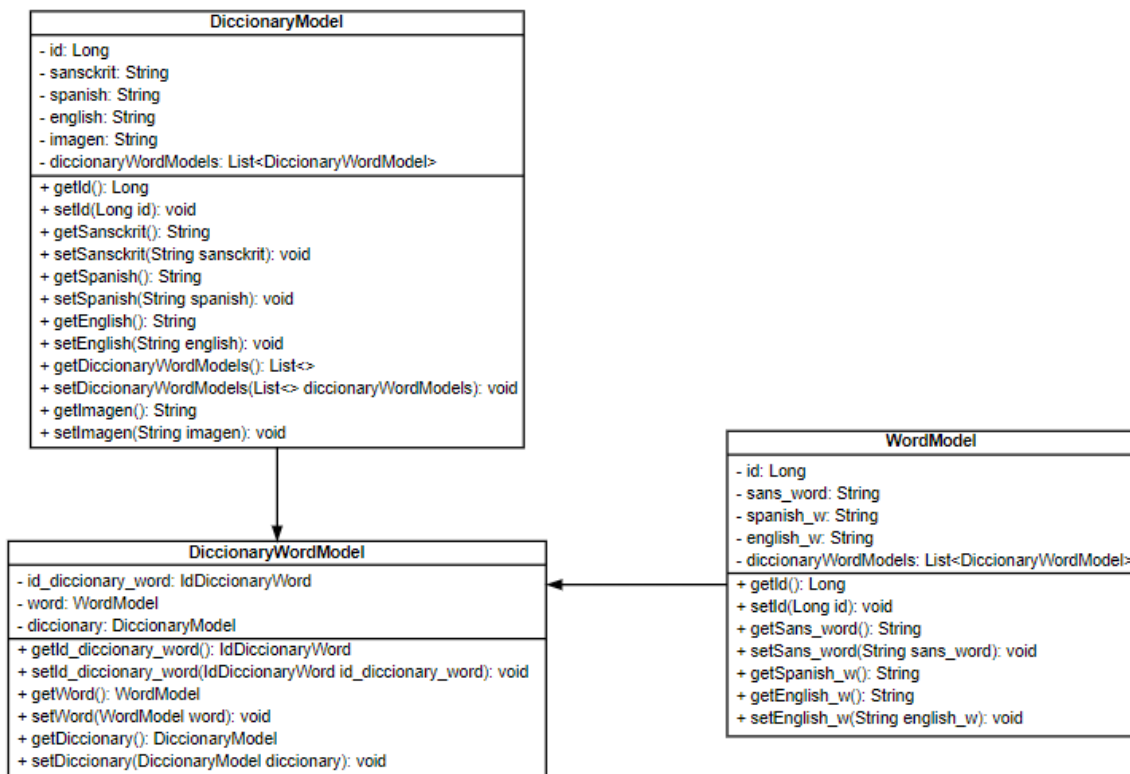 DiccionaryModel
- id: Long
- sansckrit: String
- spanish: String
- english: String
- imagen: String
- diccionaryWordModels: List<DiccionaryWordModel>
+ getId(): Long
+ setId(Long id): void
+ getSansckrit(): String
+ setSansckrit(String sansckrit): void
+ getSpanish(): String
+ setSpanish(String spanish): void
+ getEnglish(): String
+ setEnglish(String english): void
+ getDiccionaryWordModels(): List<>
+ setDiccionaryWordModels(List<> diccionaryWordModels): void
+ getImagen(): String
+ setImagen(String imagen): void
DiccionaryWordModel
- id_diccionary_word: IdDiccionaryWord
- word: WordModel
- diccionary: DiccionaryModel
+ getId_diccionary_word(): IdDiccionaryWord
+ setId_diccionary_word(IdDiccionaryWord id_diccionary_word): void
+ getWord(): WordModel
+ setWord(WordModel word): void
+ getDiccionary(): DiccionaryModel
+ setDiccionary(DiccionaryModel diccionary): void
WordModel
- id: Long
- sans_word: String
- spanish_w: String
- english_w: String
- diccionaryWordModels: List<DiccionaryWordModel>
+ getId(): Long
+ setId(Long id): void
+ getSans_word(): String
+ setSans_word(String sans_word): void
+ getSpanish_w(): String
+ getEnglish_w(): String
+ setEnglish_w(String english_w): void